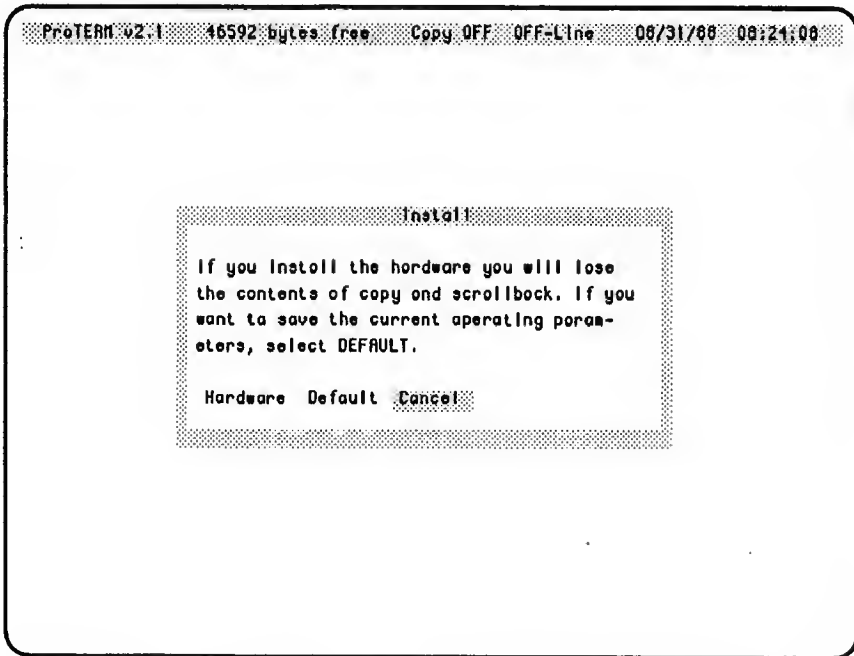 ProTERM v2.1 46592 bytes free Copy OFF OFF-Line 08/31/88 08:24:08
Install
If you install the hardware you will lose
the contents of copy and scrollback. If you
want to save the current operating param-
eters, select DEFAULT.
Hardware Default Cancel